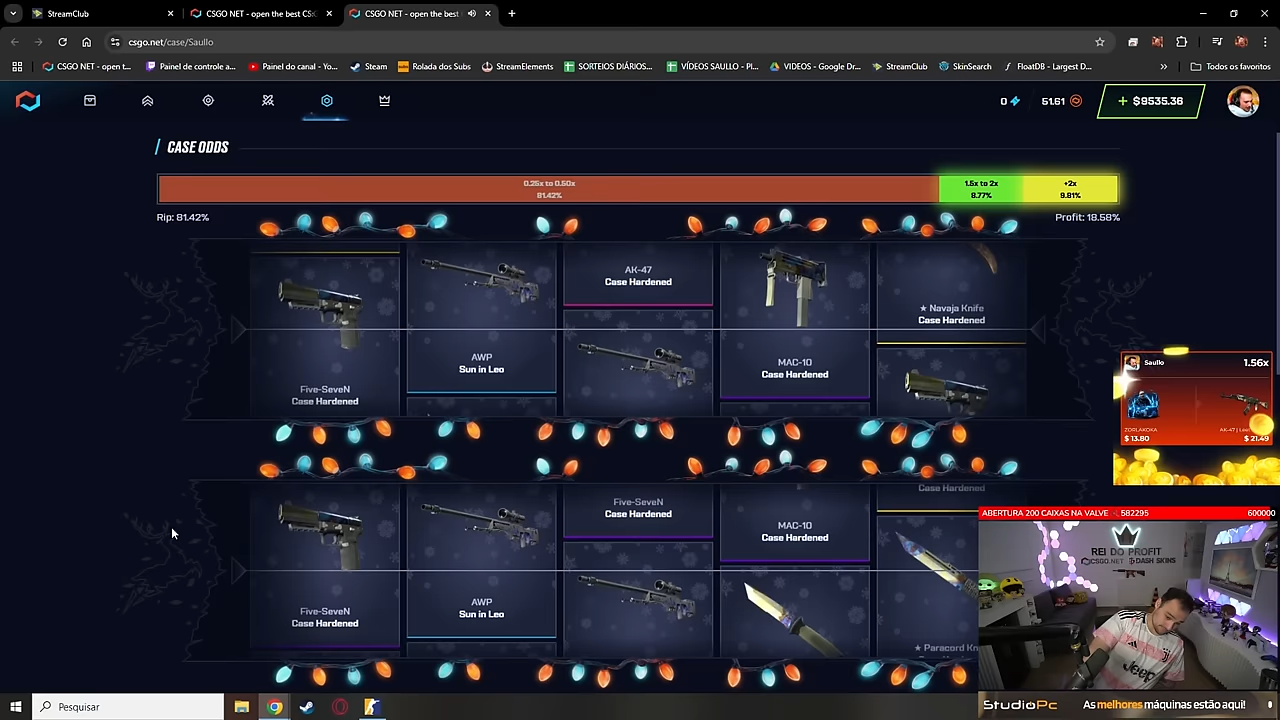 StreamClub
CSGO NET - open the best CS:
CSGO NET - open the best
csgo.net/case/Saullo
CSGO NET - open t...
Painel de controle - a...
Painel do canal - Yo...
Steam
Rolada dos Subs
StreamElements
SORTEIOS DIÁRIOS...
VÍDEOS SAULLO - Pl...
VIDEOS - Google Dr...
StreamClub
SkinSearch
FloatDB - Largest D...
Todos os favoritos
0
51.61
+ $9535.36
CASE ODDS
0.25x to 0.50x
81.42%
1.5x to 2x
8.77%
+2x
9.81%
Rip: 81.42%
Profit: 18.58%
Five-SeveN
Case Hardened
AWP
Sun in Leo
AK-47
Case Hardened
MAC-10
Case Hardened
★ Navaja Knife
Case Hardened
Saullo
1.56x
ZORLAKOKA
$ 13.80
$ 21.49
Five-SeveN
Case Hardened
AWP
Sun in Leo
Five-SeveN
Case Hardened
MAC-10
Case Hardened
Case Hardened
★ Paracord Kn
ABERTURA 200 CAIXAS NA VALVE
582295
600000
REI DO PROFIT
CSGO.NET
DASH SKINS
Jeep
StudioPc
As melhores máquinas estão aqui!
Pesquisar